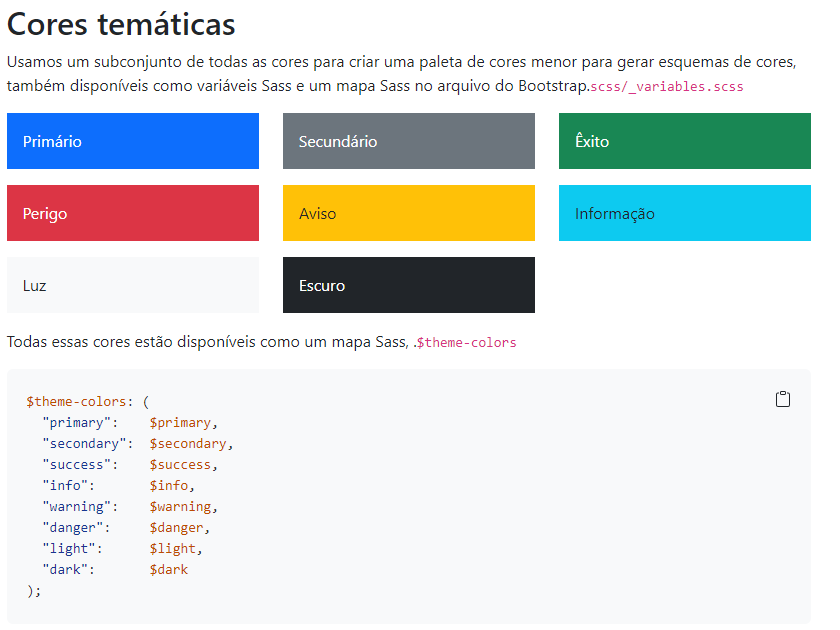 Cores temáticas
Usamos um subconjunto de todas as cores para criar uma paleta de cores menor para gerar esquemas de cores,
também disponíveis como variáveis Sass e um mapa Sass no arquivo do Bootstrap.scss/_variables.scss
Primário
Secundário
Êxito
Perigo
Aviso
Informação
Luz
Escuro
Todas essas cores estão disponíveis como um mapa Sass, .$theme-colors
$theme-colors: (
  "primary":    $primary,
  "secondary":  $secondary,
  "success":    $success,
  "info":       $info,
  "warning":    $warning,
  "danger":     $danger,
  "light":      $light,
  "dark":       $dark
);